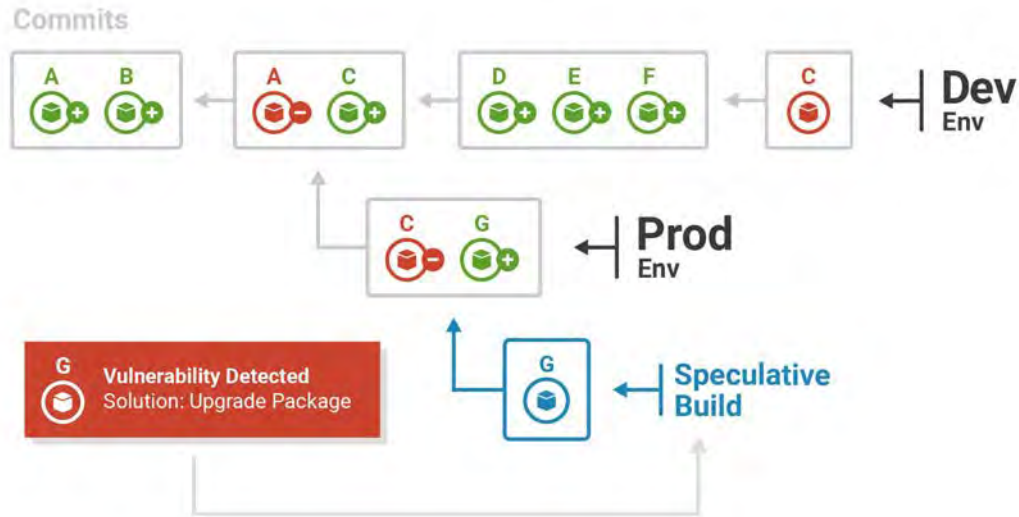 Commits
A B
A C
D E F
C
Dev
Env
C G
Prod
Env
G
Vulnerability Detected
Solution: Upgrade Package
G
Speculative
Build